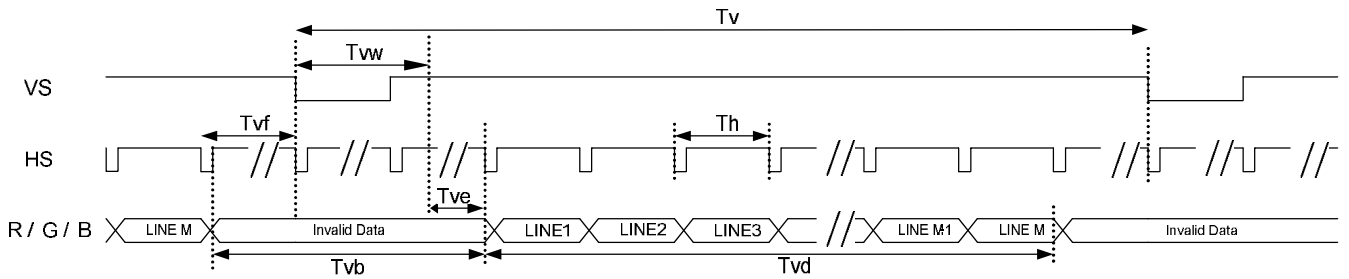 Tv
Tvw
VS
Tvf
Th
HS
Tve
R / G / B
LINE M
Invalid Data
LINE1
LINE2
LINE3
LINE M-1
LINE M
Invalid Data
Tvb
Tvd